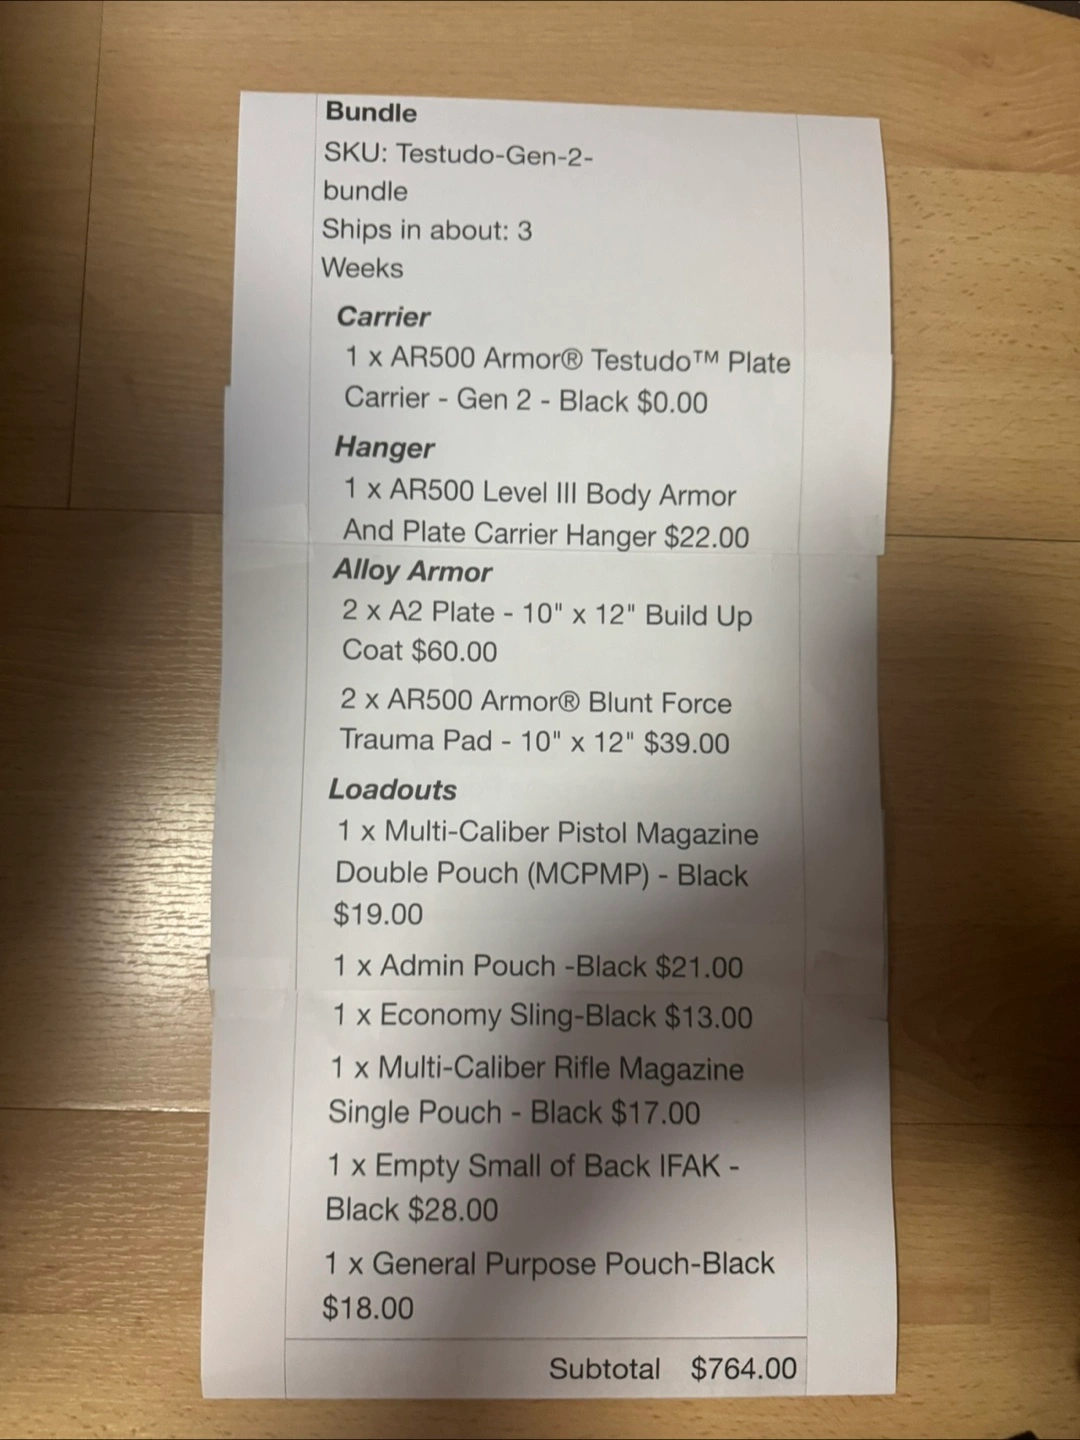 Bundle
SKU: Testudo-Gen-2-
bundle
Ships in about: 3
Weeks
Carrier
1 x AR500 Armor® Testudo™ Plate
Carrier - Gen 2 - Black $0.00
Hanger
1 x AR500 Level III Body Armor
And Plate Carrier Hanger $22.00
Alloy Armor
2 x A2 Plate - 10" x 12" Build Up
Coat $60.00
2 x AR500 Armor® Blunt Force
Trauma Pad - 10" x 12" $39.00
Loadouts
1 x Multi-Caliber Pistol Magazine
Double Pouch (MCPMP) - Black
$19.00
1 x Admin Pouch -Black $21.00
1 x Economy Sling-Black $13.00
1 x Multi-Caliber Rifle Magazine
Single Pouch - Black $17.00
1 x Empty Small of Back IFAK -
Black $28.00
1 x General Purpose Pouch-Black
$18.00
Subtotal $764.00